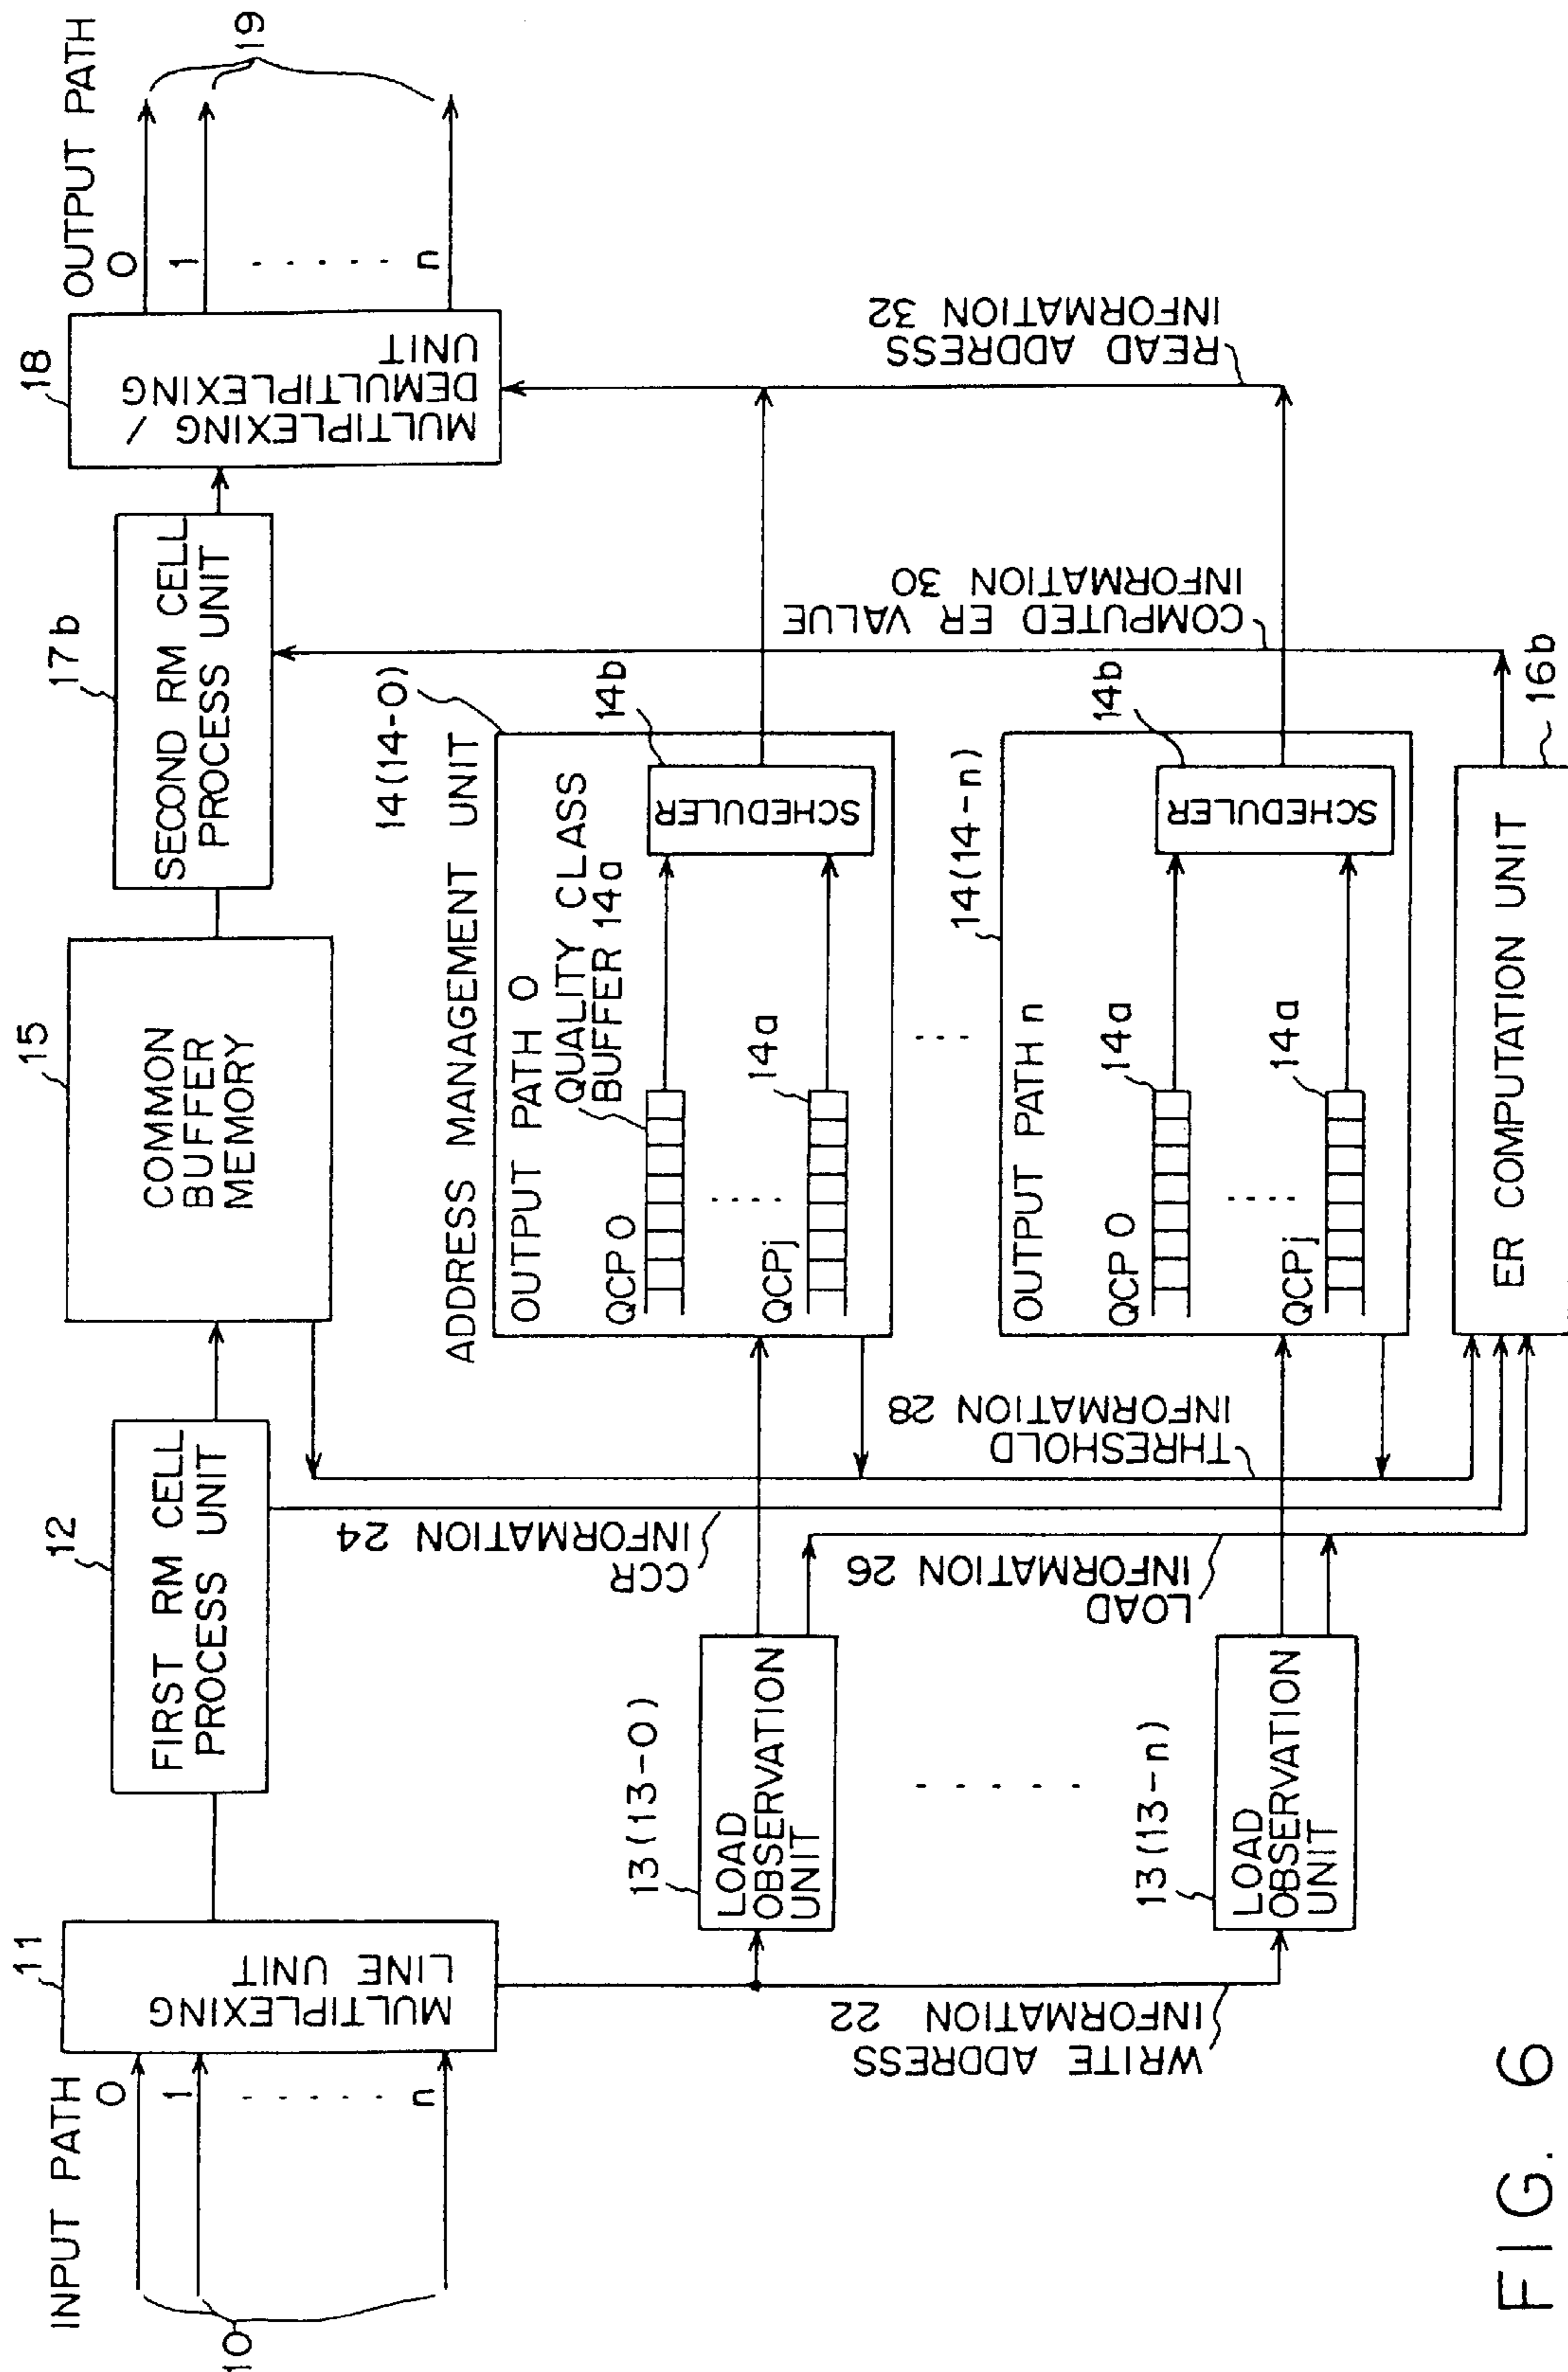 INPUT PATH
0
1
n
10
11
MULTIPLEXING
LINE UNIT
12
FIRST RM CELL
PROCESS UNIT
15
COMMON
BUFFER
MEMORY
17b
SECOND RM CELL
PROCESS UNIT
18
MULTIPLEXING /
DEMULTIPLEXING
UNIT
OUTPUT PATH
0
1
n
19
WRITE ADDRESS
INFORMATION 22
13(13-0)
LOAD
OBSERVATION
UNIT
13(13-n)
LOAD
OBSERVATION
UNIT
CCR
INFORMATION 24
LOAD
INFORMATION 26
THRESHOLD
INFORMATION 28
ADDRESS MANAGEMENT UNIT
14(14-0)
OUTPUT PATH 0
QUALITY CLASS
BUFFER 14a
QCP 0
QCPj
14a
14b
SCHEDULER
14(14-n)
OUTPUT PATH n
QCP 0
14a
QCPj
14a
14b
SCHEDULER
COMPUTED ER VALUE
INFORMATION 30
READ ADDRESS
INFORMATION 32
ER COMPUTATION UNIT
16b
FIG. 6